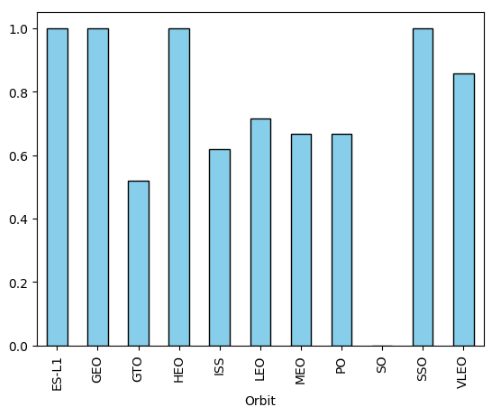 1.0
0.8
0.6
0.4
0.2
0.0
ES-L1
GEO
GTO
HEO
ISS
LEO
MEO
PO
SO
SSO
VLEO
Orbit